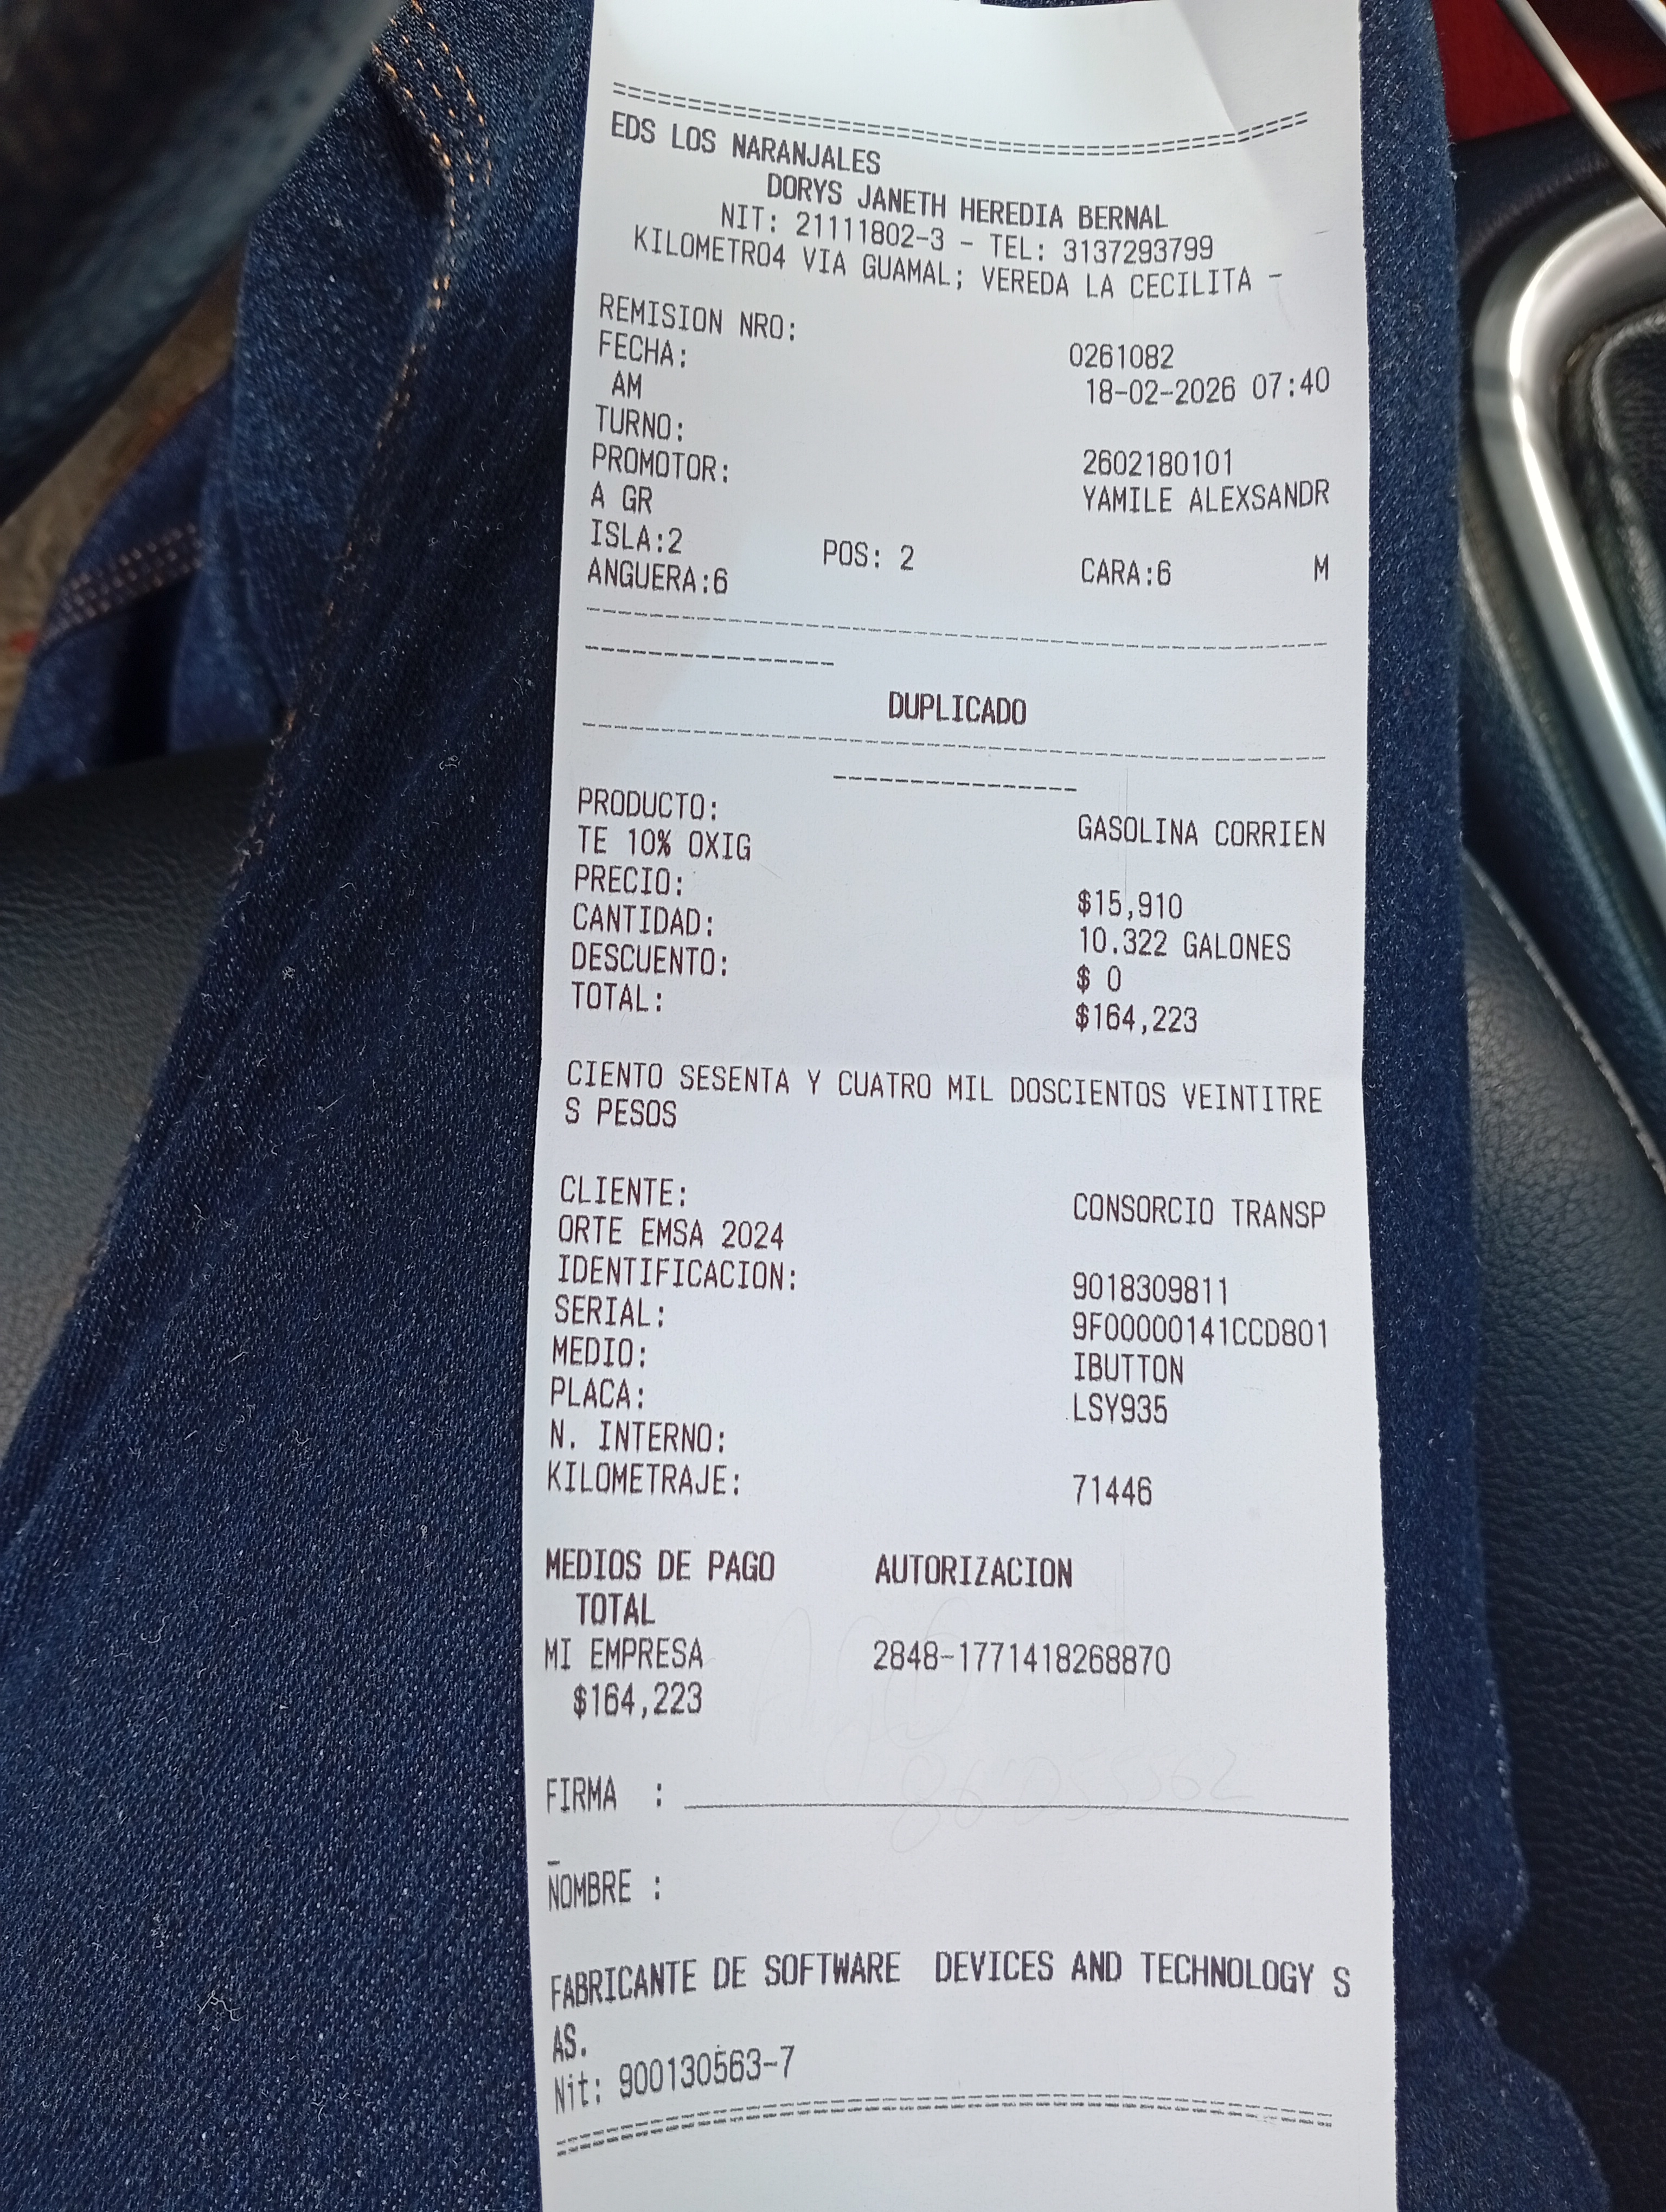 EDS LOS NARANJALES
DORYS JANETH HEREDIA BERNAL
NIT: 21111802-3 - TEL: 3137293799
KILOMETRO4 VIA GUAMAL; VEREDA LA CECILITA -
REMISION NRO: 0261082
FECHA: 18-02-2026 07:40
AM
TURNO: 2602180101
PROMOTOR: YAMILE ALEXSANDR
A GR
ISLA:2 POS: 2 CARA:6 M
ANGUERA:6
DUPLICADO
PRODUCTO: GASOLINA CORRIEN
TE 10% OXIG
PRECIO: $15,910
CANTIDAD: 10.322 GALONES
DESCUENTO: $ 0
TOTAL: $164,223
CIENTO SESENTA Y CUATRO MIL DOSCIENTOS VEINTITRE
S PESOS
CLIENTE: CONSORCIO TRANSP
ORTE EMSA 2024
IDENTIFICACION: 9018309811
SERIAL: 9F00000141CCD801
MEDIO: IBUTTON
PLACA: LSY935
N. INTERNO:
KILOMETRAJE: 71446
MEDIOS DE PAGO AUTORIZACION
TOTAL
MI EMPRESA 2848-1771418268870
$164,223
FIRMA :
NOMBRE :
FABRICANTE DE SOFTWARE DEVICES AND TECHNOLOGY S
AS.
Nit: 900130563-7